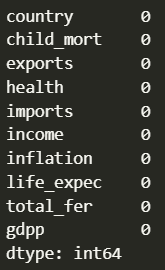 country 0
child_mort 0
exports 0
health 0
imports 0
income 0
inflation 0
life_expec 0
total_fer 0
gdpp 0
dtype: int64